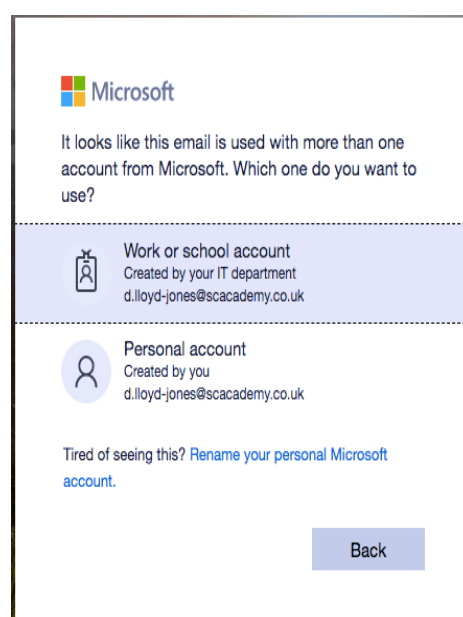 Microsoft
It looks like this email is used with more than one
account from Microsoft. Which one do you want to
use?
Work or school account
Created by your IT department
d.lloyd-jones@scacademy.co.uk
Personal account
Created by you
d.lloyd-jones@scacademy.co.uk
Tired of seeing this? Rename your personal Microsoft
account.
Back